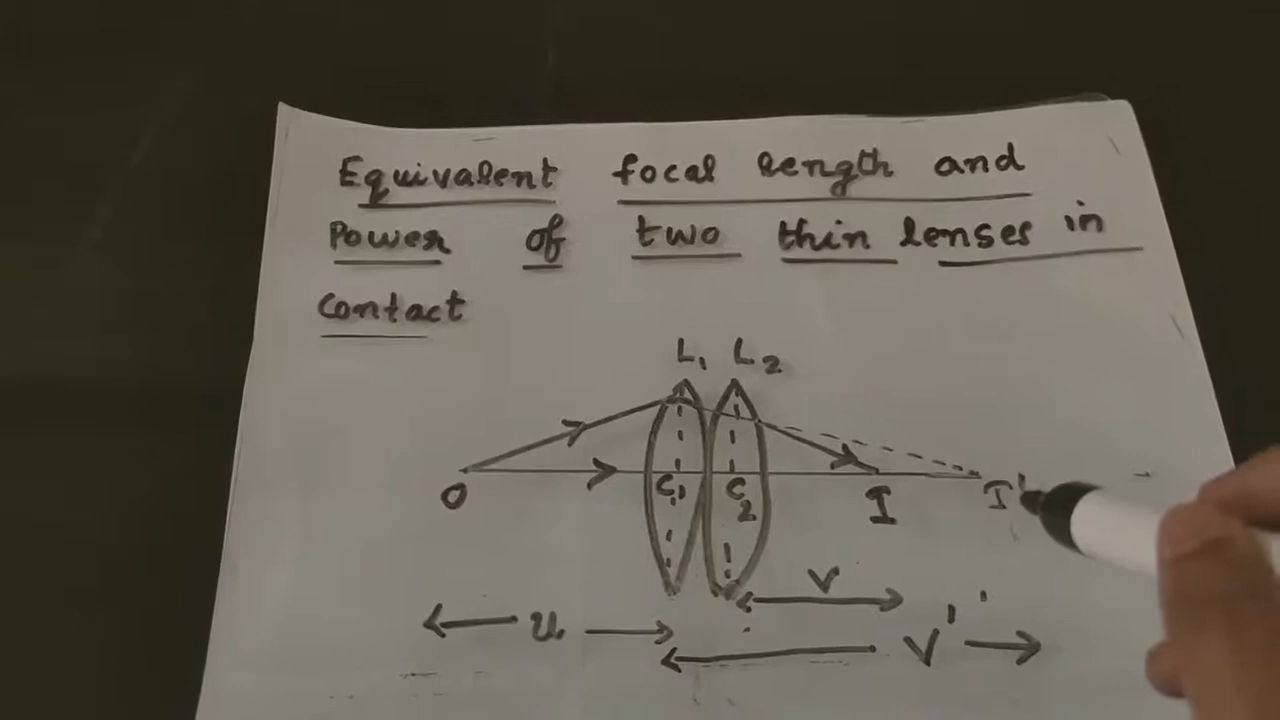 Equivalent focal length and
Power of two thin lenses in
Contact
L1 L2
O C1 C2 I I'
v
u v'